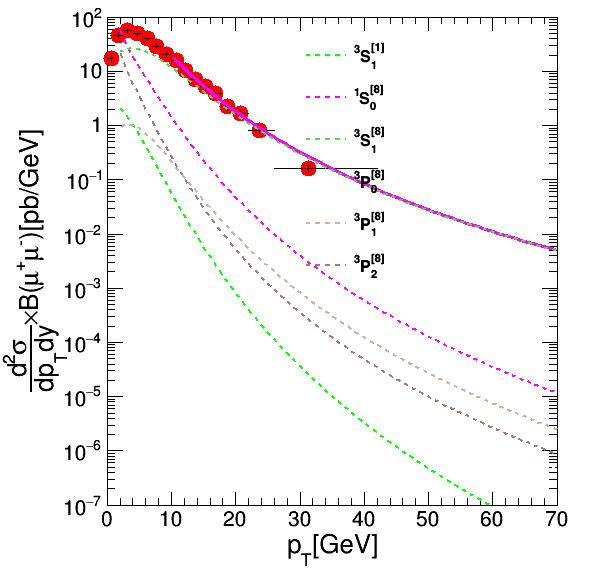 d²σ/dp_T dy ×B(μ⁺μ⁻)[pb/GeV]
10²
10
1
10⁻¹
10⁻²
10⁻³
10⁻⁴
10⁻⁵
10⁻⁶
10⁻⁷
³S₁^[1]
¹S₀^[8]
³S₁^[8]
³P₀^[8]
³P₁^[8]
³P₂^[8]
0 10 20 30 40 50 60 70
p_T[GeV]